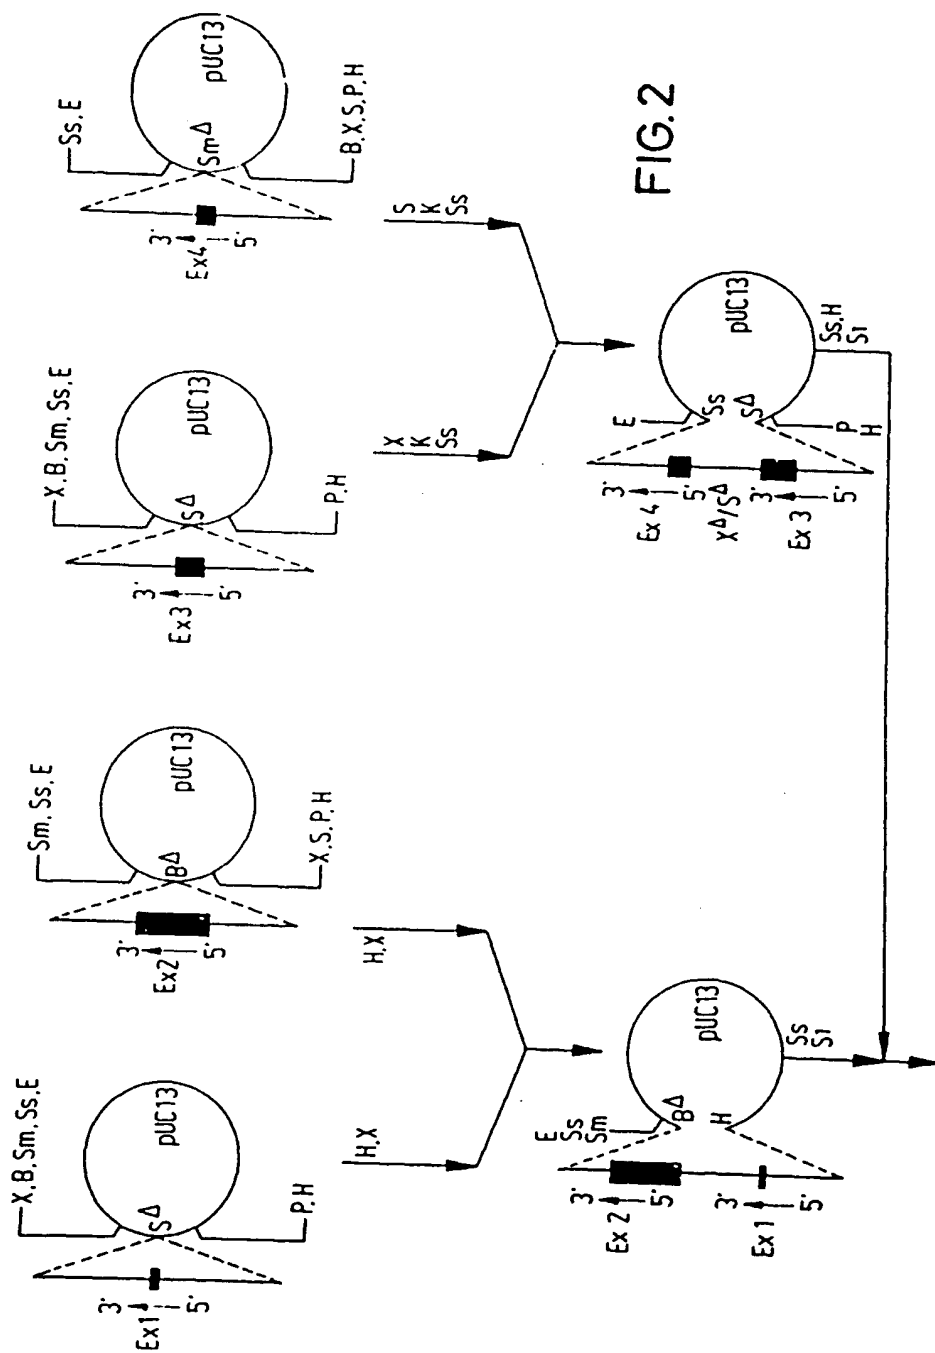 X,B,Sm,Ss,E
pUC13
S^Δ
3'
Ex1
5'
P,H
H,X
Sm,Ss,E
pUC13
B^Δ
3'
Ex2
5'
X,S,P,H
H,X
X,B,Sm,Ss,E
pUC13
S^Δ
3'
Ex3
5'
P,H
X
K
Ss
Ss,E
pUC13
Sm^Δ
3'
Ex4
5'
B,X,S,P,H
S
K
Ss
E
Ss
Sm
pUC13
B^Δ
H
3'
Ex 2
5'
3'
Ex 1
5'
Ss
S1
E
pUC13
Ss
S^Δ
3'
Ex 4
5'
X^Δ/S^Δ
3'
Ex 3
5'
P
H
Ss,H
S1
FIG.2